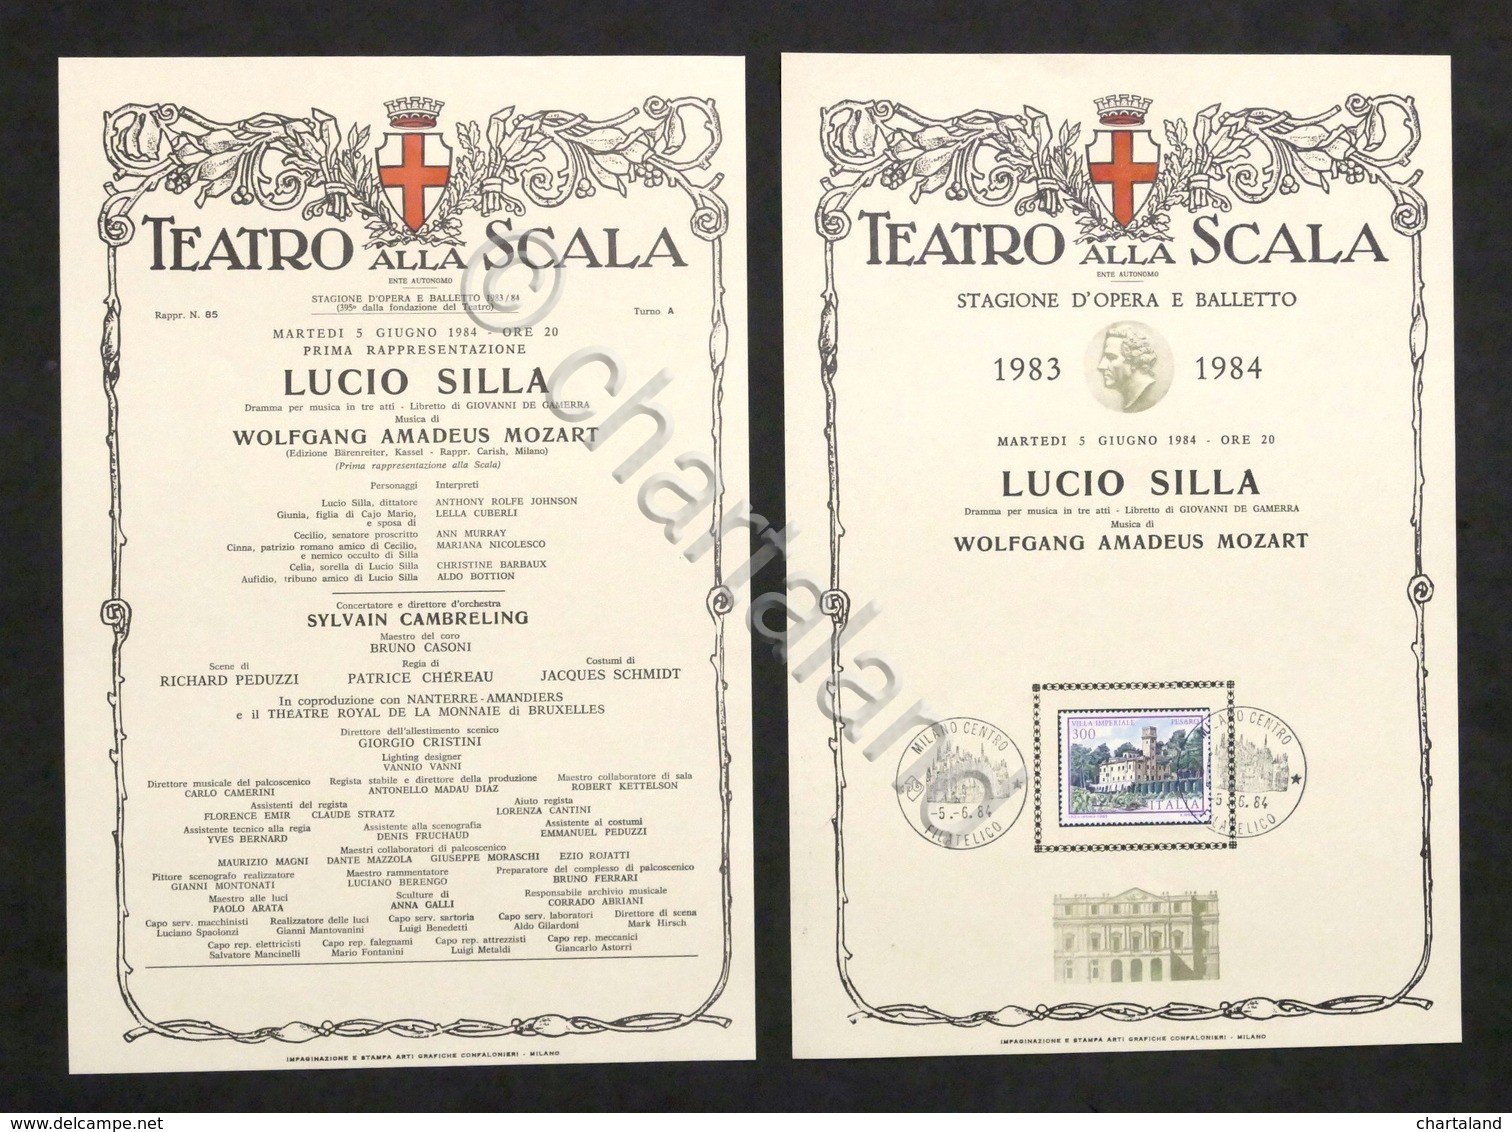 TEATRO ALLA SCALA
ENTE AUTONOMO
STAGIONE D'OPERA E BALLETTO 1983/84
(395º dalla fondazione del Teatro)
Rappr. N. 85
Turno A
MARTEDI 5 GIUGNO 1984 - ORE 20
PRIMA RAPPRESENTAZIONE
LUCIO SILLA
Dramma per musica in tre atti - Libretto di GIOVANNI DE GAMERRA
Musica di
WOLFGANG AMADEUS MOZART
(Edizione Bärenreiter, Kassel - Rappr. Carish, Milano)
(Prima rappresentazione alla Scala)
Personaggi Interpreti
Lucio Silla, dittatore ANTHONY ROLFE JOHNSON
Giunia, figlia di Cajo Mario, LELLA CUBERLI
e sposa di
Cecilio, senatore proscritto ANN MURRAY
Cinna, patrizio romano amico di Cecilio, MARIANA NICOLESCO
e nemico occulto di Silla
Celia, sorella di Lucio Silla CHRISTINE BARBAUX
Aufidio, tribuno amico di Lucio Silla ALDO BOTTION
Concertatore e direttore d'orchestra
SYLVAIN CAMBRELING
Maestro del coro
BRUNO CASONI
Scene di Regia di Costumi di
RICHARD PEDUZZI PATRICE CHÉREAU JACQUES SCHMIDT
In coproduzione con NANTERRE-AMANDIERS
e il THÉATRE ROYAL DE LA MONNAIE di BRUXELLES
Direttore dell'allestimento scenico
GIORGIO CRISTINI
Lighting designer
VANNIO VANNI
Direttore musicale del palcoscenico Regista stabile e direttore della produzione Maestro collaboratore di sala
CARLO CAMERINI ANTONELLO MADAU DIAZ ROBERT KETTELSON
Assistenti del regista Aiuto regista
FLORENCE EMIR CLAUDE STRATZ LORENZA CANTINI
Assistente tecnico alla regia Assistente alla scenografia Assistente ai costumi
YVES BERNARD DENIS FRUCHAUD EMMANUEL PEDUZZI
Maestri collaboratori di palcoscenico
MAURIZIO MAGNI DANTE MAZZOLA GIUSEPPE MORASCHI EZIO ROJATTI
Pittore scenografo realizzatore Maestro rammentatore Preparatore del complesso di palcoscenico
GIANNI MONTONATI LUCIANO BERENGO BRUNO FERRARI
Maestro alle luci Sculture di Responsabile archivio musicale
PAOLO ARATA ANNA GALLI CORRADO ABRIANI
Capo serv. macchinisti Realizzatore delle luci Capo serv. sartoria Capo serv. laboratori Direttore di scena
Luciano Spaolonzi Gianni Mantovanini Luigi Benedetti Aldo Gilardoni Mark Hirsch
Capo rep. elettricisti Capo rep. falegnami Capo rep. attrezzisti Capo rep. meccanici
Salvatore Mancinelli Mario Fontanini Luigi Metaldi Giancarlo Astorri
IMPAGINAZIONE E STAMPA ARTI GRAFICHE CONFALONIERI - MILANO
TEATRO ALLA SCALA
ENTE AUTONOMO
STAGIONE D'OPERA E BALLETTO
1983 1984
MARTEDI 5 GIUGNO 1984 - ORE 20
LUCIO SILLA
Dramma per musica in tre atti - Libretto di GIOVANNI DE GAMERRA
Musica di
WOLFGANG AMADEUS MOZART
MILANO CENTRO
-5.-6.84
FILATELICO
VILLA IMPERIALE PESARO
300
ITALIA
MILANO CENTRO
-5.-6.84
FILATELICO
IMPAGINAZIONE E STAMPA ARTI GRAFICHE CONFALONIERI - MILANO
© chartaland
delcampe.net
chartaland